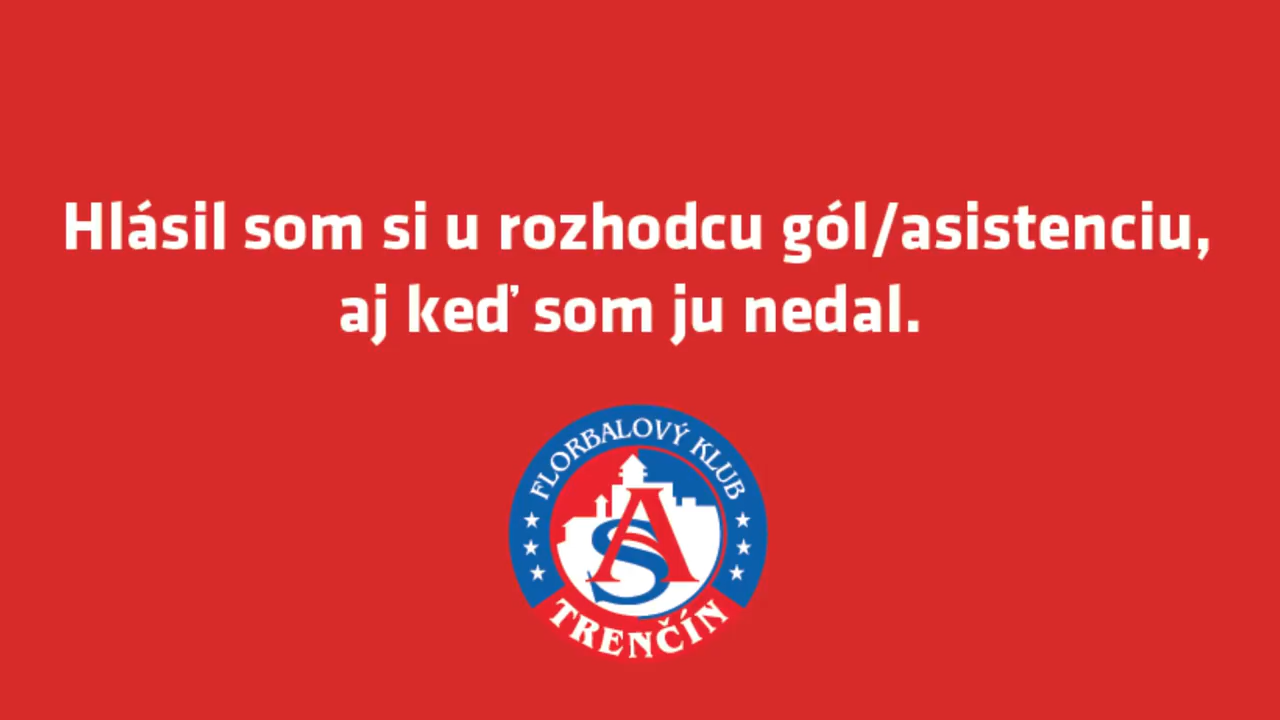 Hlásil som si u rozhodcu gól/asistenciu,
aj keď som ju nedal.
FLORBALOVÝ KLUB
AS
TRENČÍN